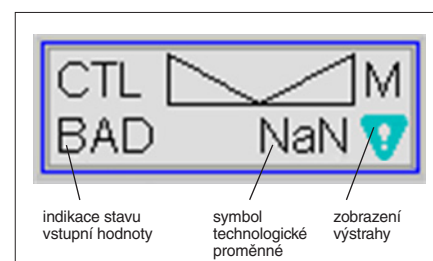 CTL M
BAD NaN !
indikace stavu
vstupní hodnoty
symbol
technologické
proměnné
zobrazení
výstrahy